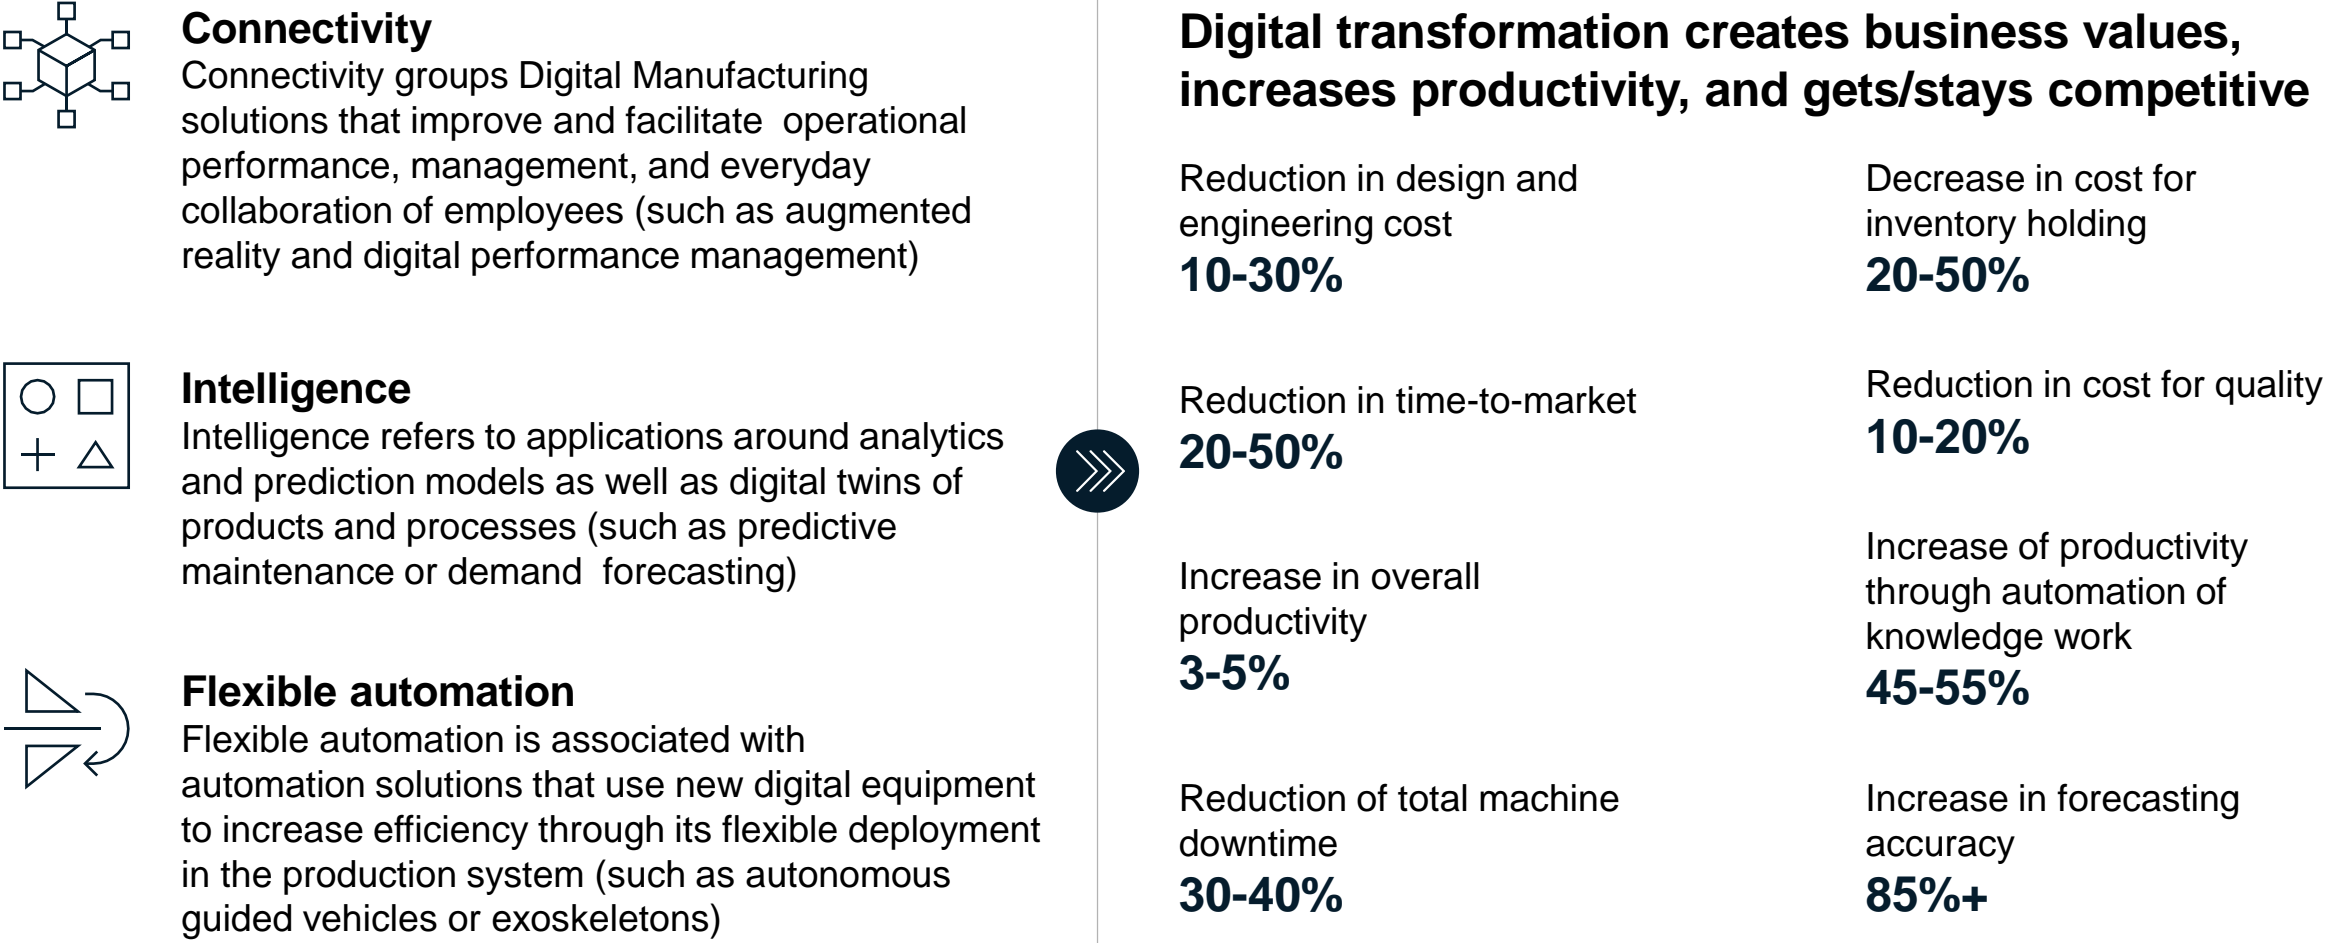 Connectivity
Connectivity groups Digital Manufacturing
solutions that improve and facilitate  operational
performance, management, and everyday
collaboration of employees (such as augmented
reality and digital performance management)
Intelligence
Intelligence refers to applications around analytics
and prediction models as well as digital twins of
products and processes (such as predictive
maintenance or demand  forecasting)
Flexible automation
Flexible automation is associated with
automation solutions that use new digital equipment
to increase efficiency through its flexible deployment
in the production system (such as autonomous
guided vehicles or exoskeletons)
Digital transformation creates business values,
increases productivity, and gets/stays competitive
Reduction in design and
engineering cost
10-30%
Decrease in cost for
inventory holding
20-50%
Reduction in time-to-market
20-50%
Reduction in cost for quality
10-20%
Increase in overall
productivity
3-5%
Increase of productivity
through automation of
knowledge work
45-55%
Reduction of total machine
downtime
30-40%
Increase in forecasting
accuracy
85%+